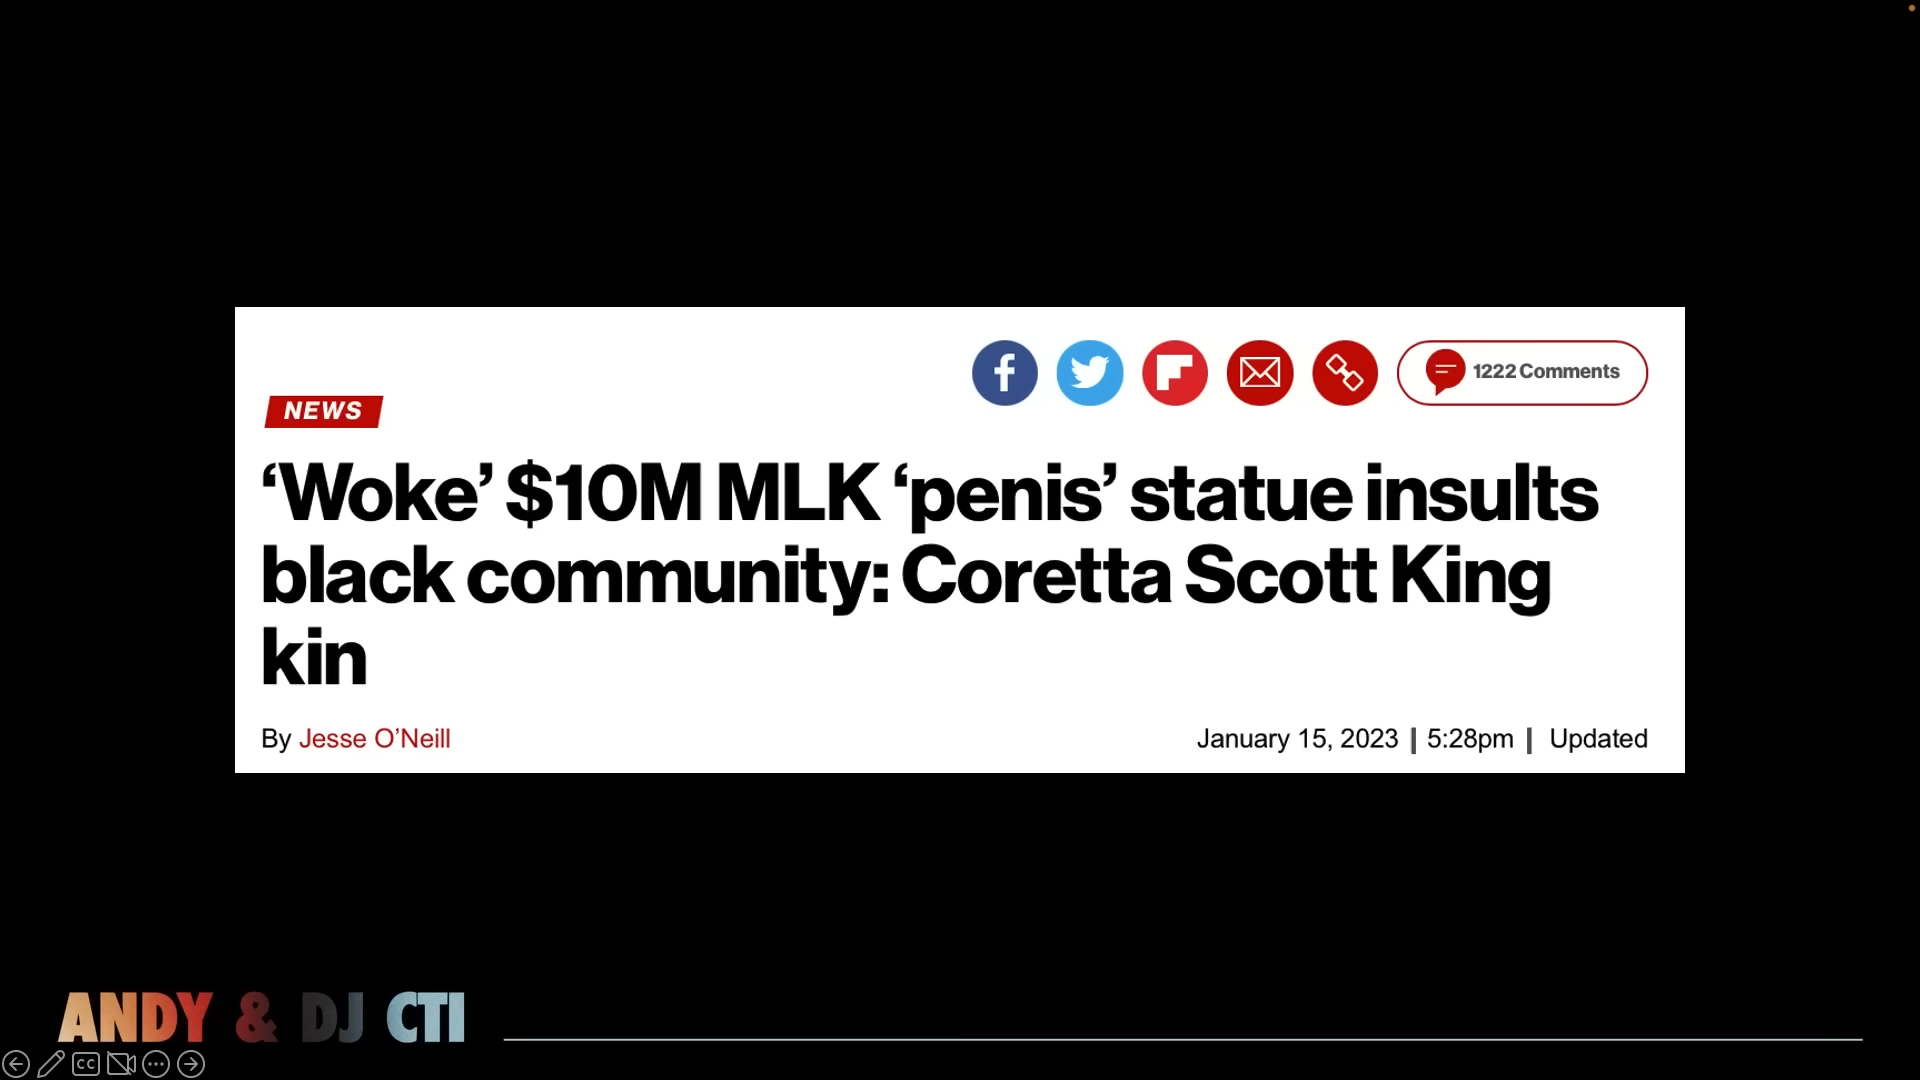 1222 Comments
NEWS
‘Woke’ $10M MLK ‘penis’ statue insults
black community: Coretta Scott King
kin
By Jesse O’Neill
January 15, 2023 | 5:28pm | Updated
ANDY & DJ CTI
CC